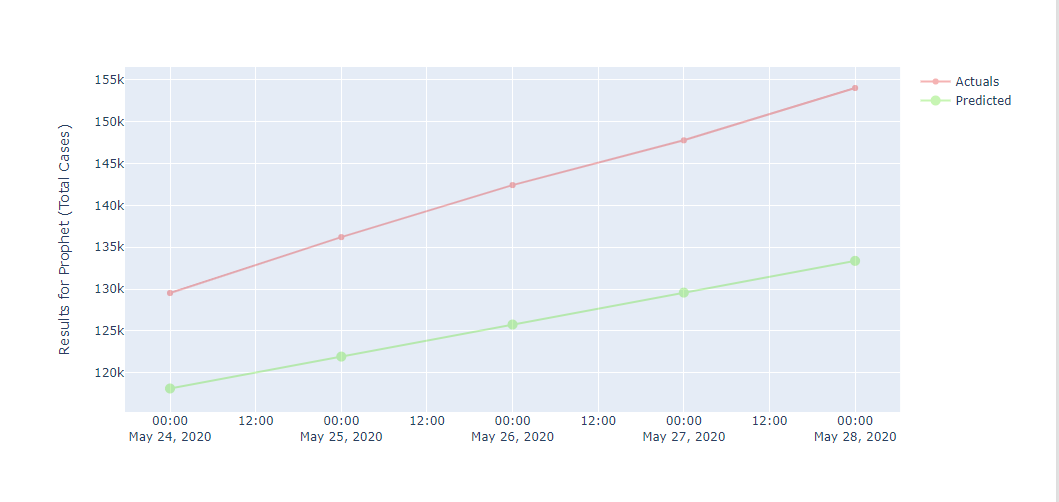 155k
150k
145k
140k
135k
130k
125k
120k
Results for Prophet (Total Cases)
00:00 12:00 00:00 12:00 00:00 12:00 00:00 12:00 00:00
May 24, 2020 May 25, 2020 May 26, 2020 May 27, 2020 May 28, 2020
Actuals
Predicted